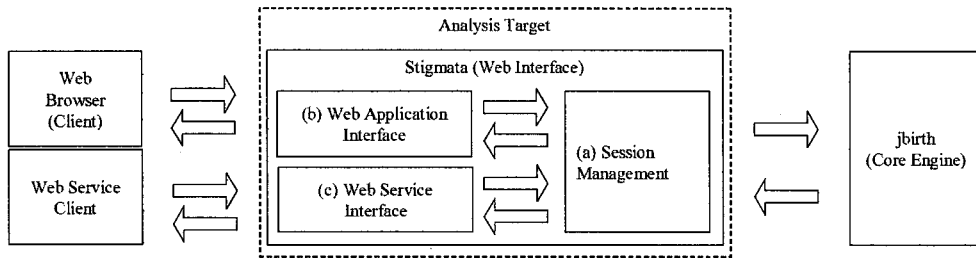 Analysis Target
Stigmata (Web Interface)
Web
Browser
(Client)
Web Service
Client
(b) Web Application
Interface
(c) Web Service
Interface
(a) Session
Management
jbirth
(Core Engine)